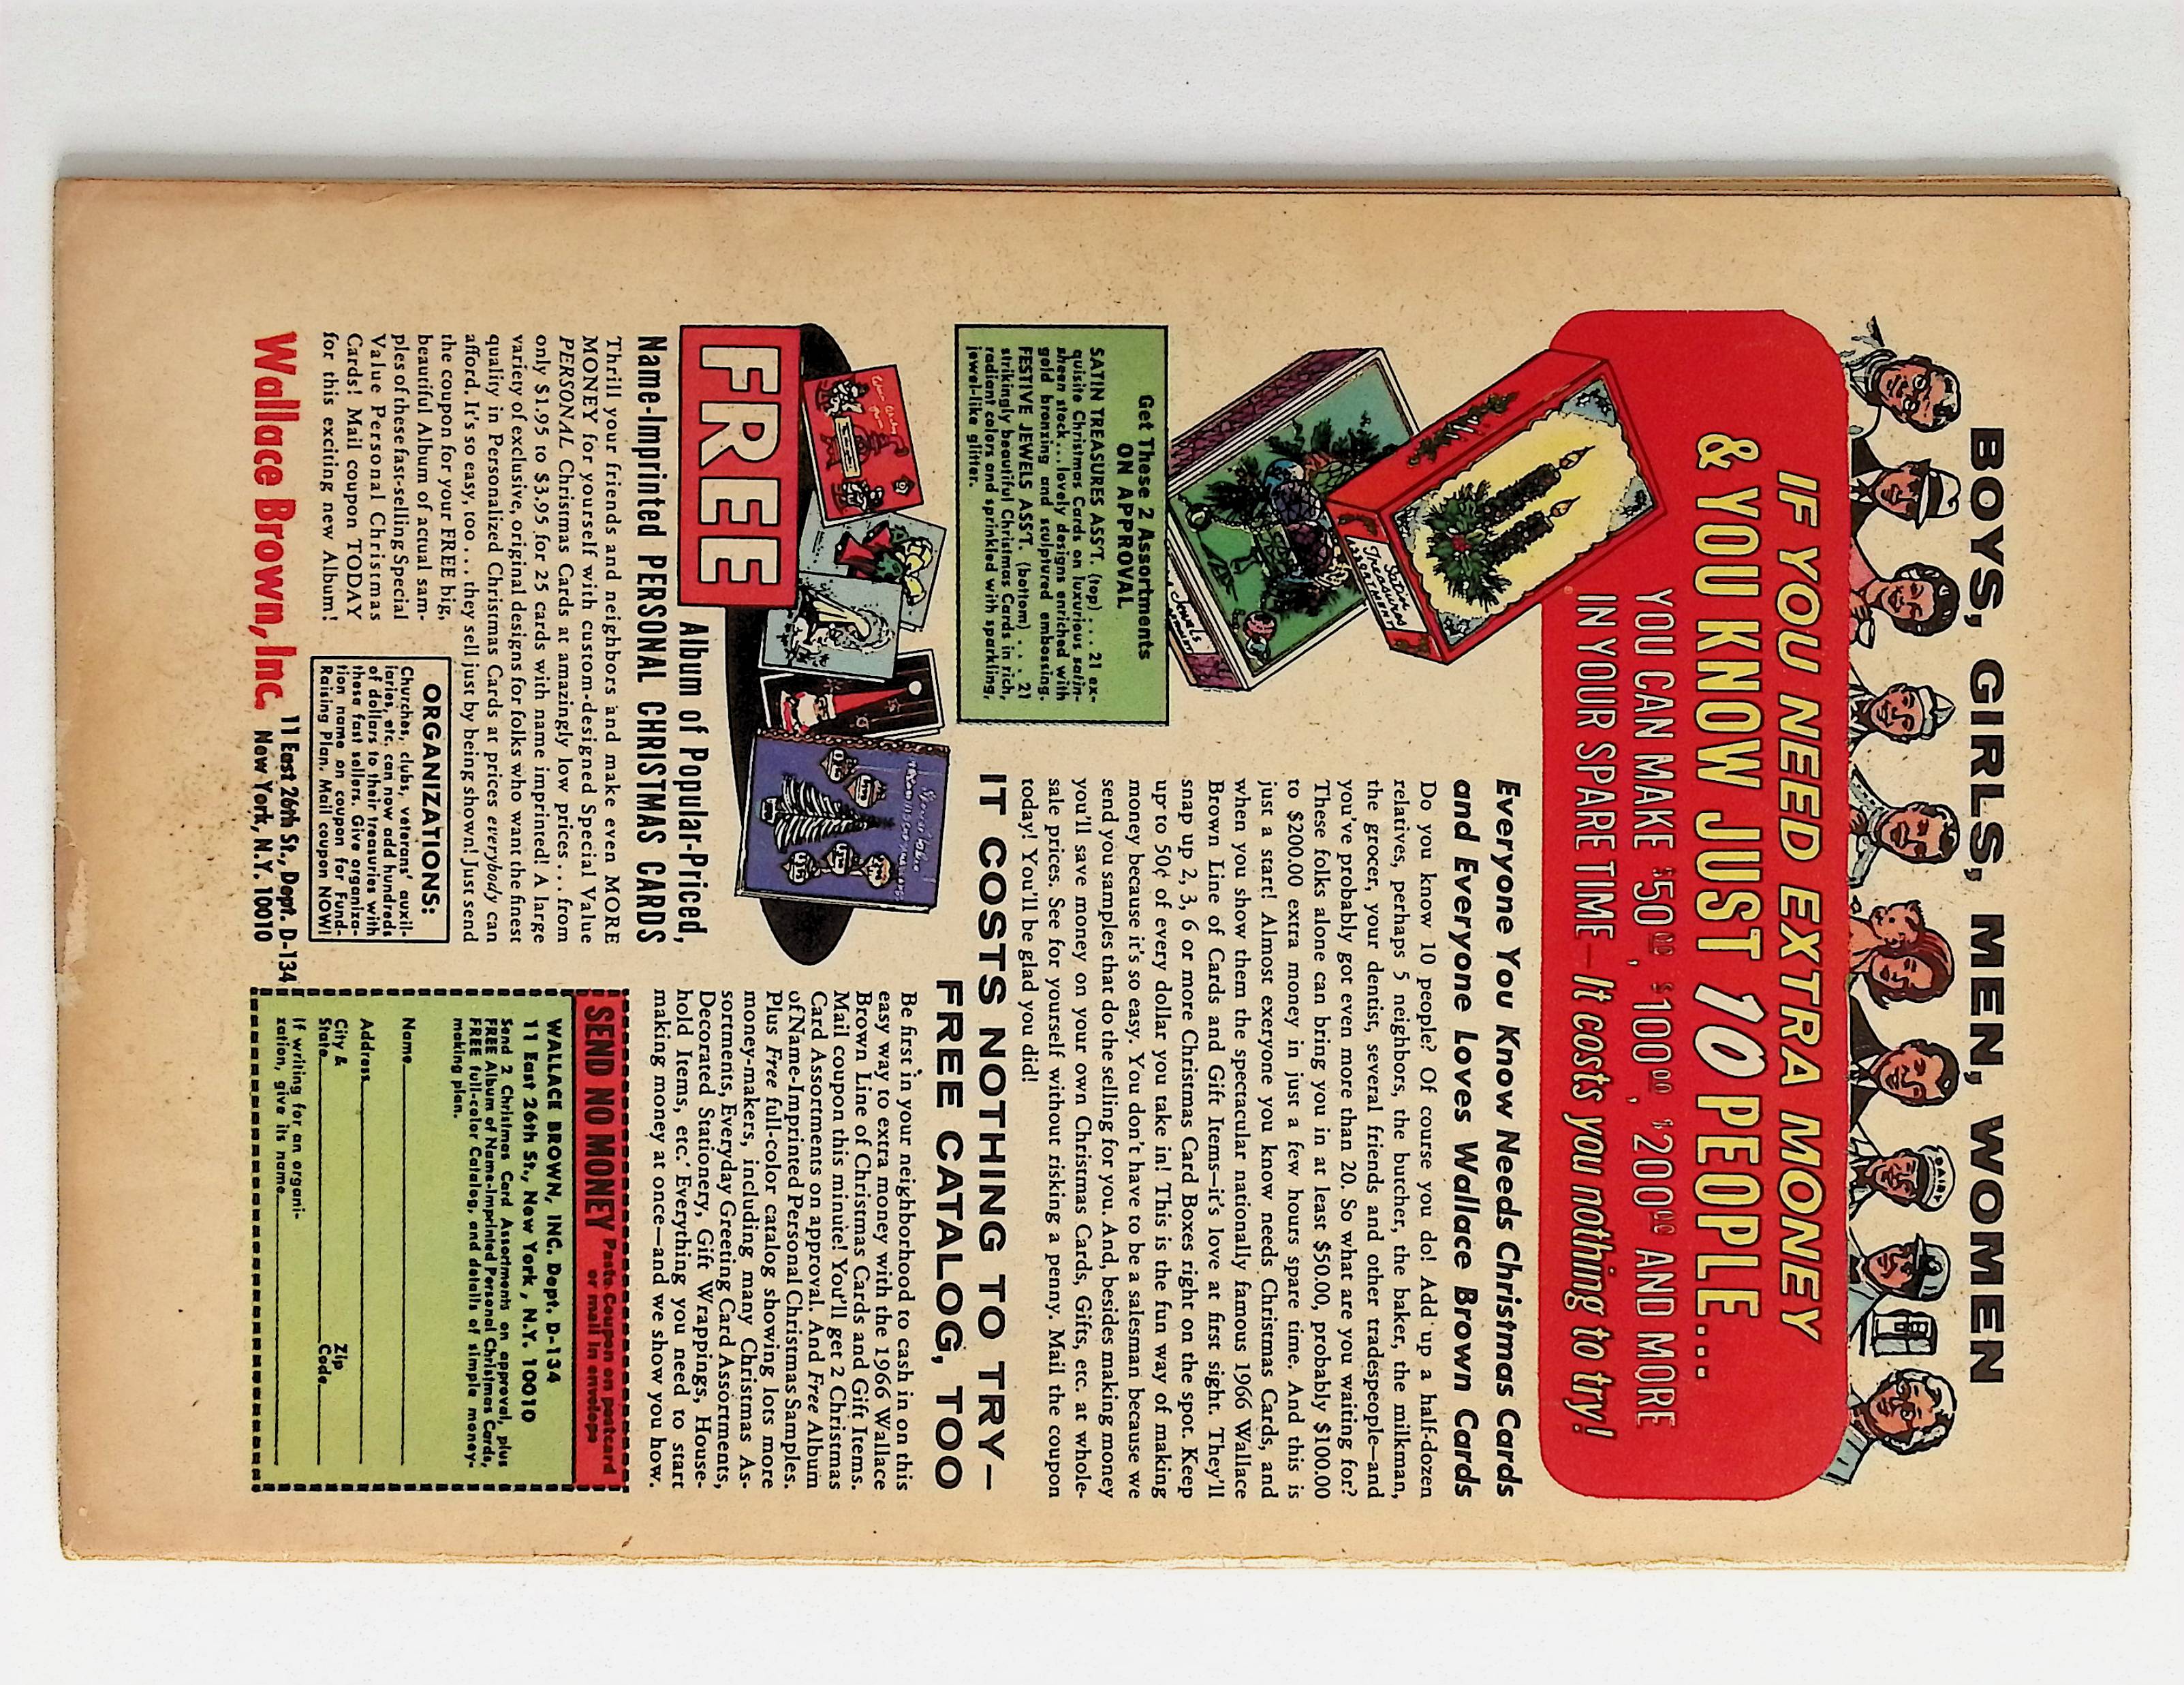 BOYS, GIRLS, MEN, WOMEN
DAIRY
IF YOU NEED EXTRA MONEY
& YOU KNOW JUST 10 PEOPLE...
YOU CAN MAKE $50.00, $100.00, $200.00 AND MORE
IN YOUR SPARE TIME—It costs you nothing to try!
Satin
Treasures
ASSORTMENT
Jewels
Get These 2 Assortments
ON APPROVAL
SATIN TREASURES ASS'T. (top) . . . 21 ex-
quisite Christmas Cards on luxurious satin-
sheen stock...lovely designs enriched with
gold bronzing and sculptured embossing.
FESTIVE JEWELS ASS'T. (bottom) . . . 21
strikingly beautiful Christmas Cards in rich,
radiant colors and sprinkled with sparkling,
jewel-like glitter.
Everyone You Know Needs Christmas Cards
and Everyone Loves Wallace Brown Cards
Do you know 10 people? Of course you do! Add up a half-dozen
relatives, perhaps 5 neighbors, the butcher, the baker, the milkman,
the grocer, your dentist, several friends and other tradespeople—and
you've probably got even more than 20. So what are you waiting for?
These folks alone can bring you in at least $50.00, probably $100.00
to $200.00 extra money in just a few hours spare time. And this is
just a start! Almost everyone you know needs Christmas Cards, and
when you show them the spectacular nationally famous 1966 Wallace
Brown Line of Cards and Gift Items—it's love at first sight. They'll
snap up 2, 3, 6 or more Christmas Card Boxes right on the spot. Keep
up to 50¢ of every dollar you take in! This is the fun way of making
money because it's so easy. You don't have to be a salesman because we
send you samples that do the selling for you. And, besides making money
you'll save money on your own Christmas Cards, Gifts, etc. at whole-
sale prices. See for yourself without risking a penny. Mail the coupon
today! You'll be glad you did!
IT COSTS NOTHING TO TRY—
FREE CATALOG, TOO
FREE
Album of Popular-Priced,
Name-Imprinted PERSONAL CHRISTMAS CARDS
Thrill your friends and neighbors and make even MORE
MONEY for yourself with custom-designed Special Value
PERSONAL Christmas Cards at amazingly low prices . . . from
only $1.95 to $3.95 for 25 cards with name imprinted! A large
variety of exclusive, original designs for folks who want the finest
quality in Personalized Christmas Cards at prices everybody can
afford. It's so easy, too . . . they sell just by being shown! Just send
the coupon for your FREE big,
beautiful Album of actual sam-
ples of these fast-selling Special
Value Personal Christmas
Cards! Mail coupon TODAY
for this exciting new Album!
ORGANIZATIONS:
Churches, clubs, veterans' auxil-
iaries, etc. can now add hundreds
of dollars to their treasuries with
these fast sellers. Give organiza-
tion name on coupon for Fund-
Raising Plan. Mail coupon NOW!
Wallace Brown, Inc.
11 East 26th St., Dept. D-134
New York, N.Y. 10010
Be first in your neighborhood to cash in on this
easy way to extra money with the 1966 Wallace
Brown Line of Christmas Cards and Gift Items.
Mail coupon this minute! You'll get 2 Christmas
Card Assortments on approval. And Free Album
of Name-Imprinted Personal Christmas Samples.
Plus Free full-color catalog showing lots more
money-makers, including many Christmas As-
sortments, Everyday Greeting Card Assortments,
Decorated Stationery, Gift Wrappings, House-
hold Items, etc. Everything you need to start
making money at once—and we show you how.
SEND NO MONEY Paste Coupon on postcard
or mail in envelope
WALLACE BROWN, INC. Dept. D-134
11 East 26th St., New York, N.Y. 10010
Send 2 Christmas Card Assortments on approval, plus
FREE Album of Name-Imprinted Personal Christmas Cards,
FREE full-color Catalog, and details of simple money-
making plan.
Name
Address
City &
State
Zip
Code
If writing for an organi-
zation, give its name